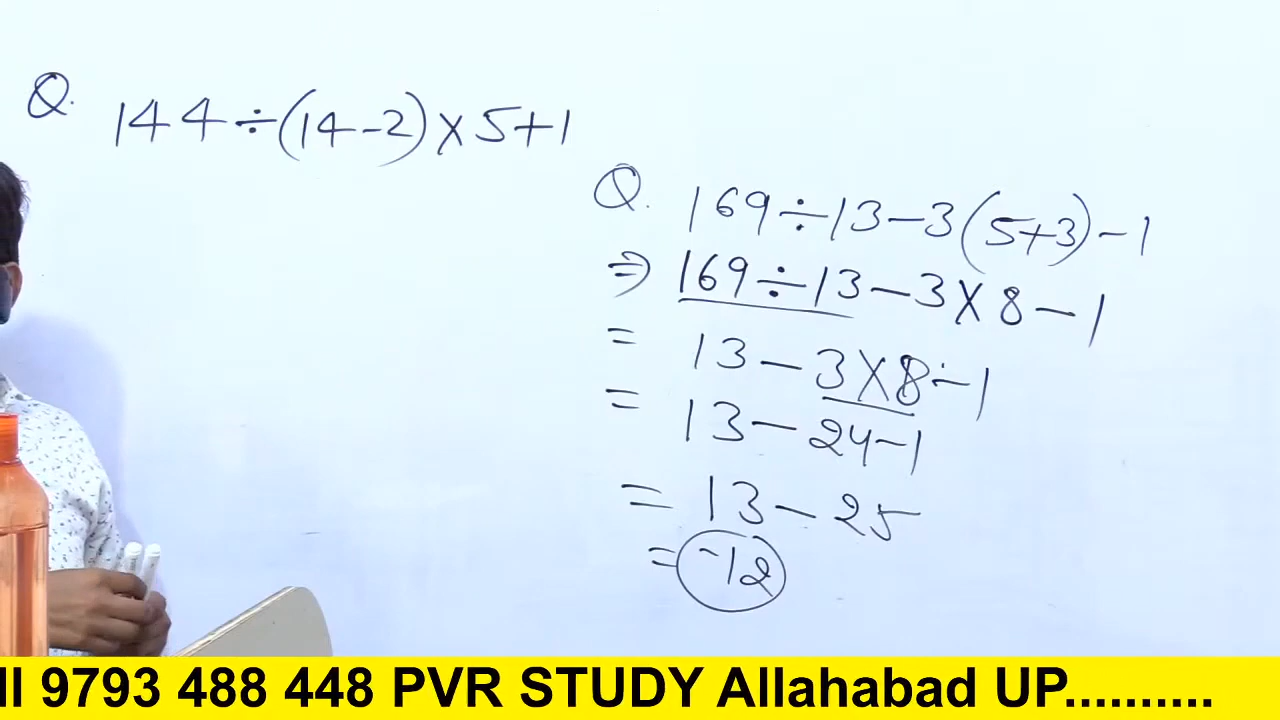 Q. 144÷(14-2)×5+1
Q. 169÷13-3(5+3)-1
⇒ 169÷13-3×8-1
= 13-3×8-1
= 13-24-1
= 13-25
= -12
ll 9793 488 448 PVR STUDY Allahabad UP..........